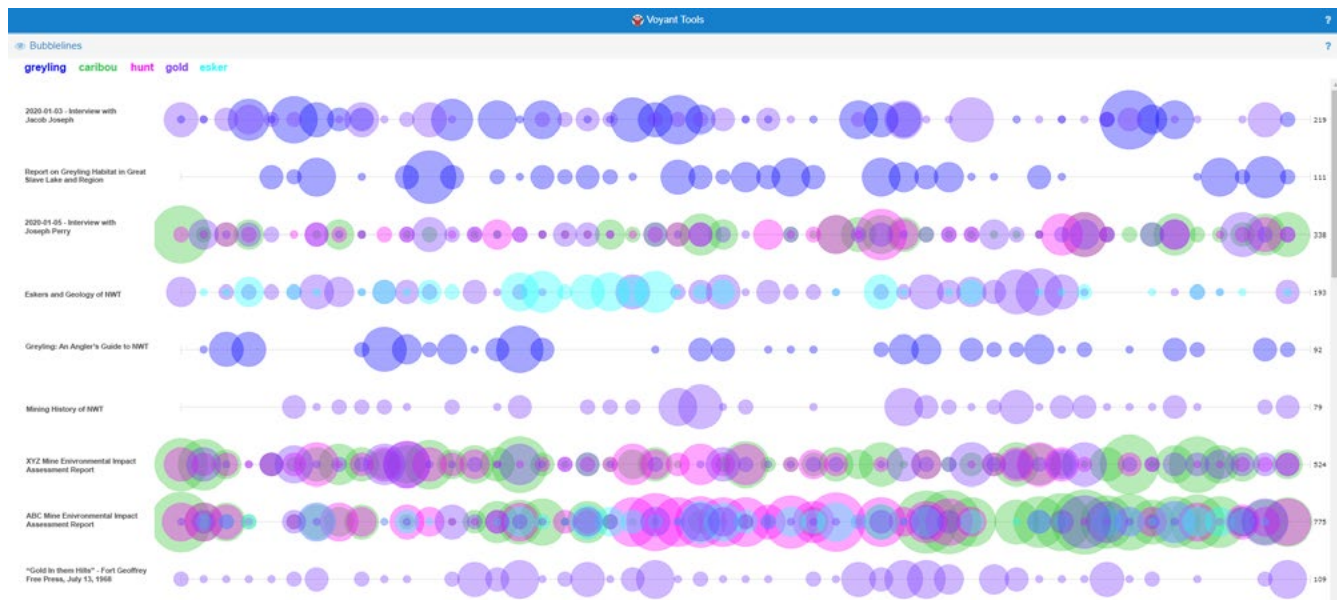 Voyant Tools
?
Bubblelines
?
greyling caribou hunt gold esker
2020-01-03 - Interview with
Jacob Joseph
219
Report on Greyling Habitat in Great
Slave Lake and Region
111
2020-01-05 - Interview with
Joseph Perry
238
Eskers and Geology of NWT
193
Greyling: An Angler's Guide to NWT
92
Mining History of NWT
79
XYZ Mine Enivronmental Impact
Assessment Report
524
ABC Mine Enivronmental Impact
Assessment Report
775
"Gold In them Hills" - Fort Geoffrey
Free Press, July 13, 1968
109